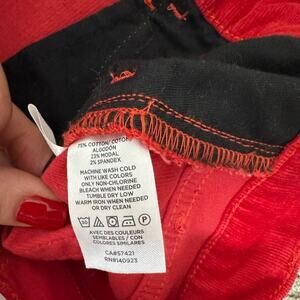 75% COTTON/COTON/
ALGODON
23% MODAL
2% SPANDEX
MACHINE WASH COLD
WITH LIKE COLORS
ONLY NON-CHLORINE
BLEACH WHEN NEEDED
TUMBLE DRY LOW
WARM IRON WHEN NEEDED
OR DRY CLEAN
P
AVEC DES COULEURS
SEMBLABLES / CON
COLORES SIMILARES
CA#57421
RN#140923